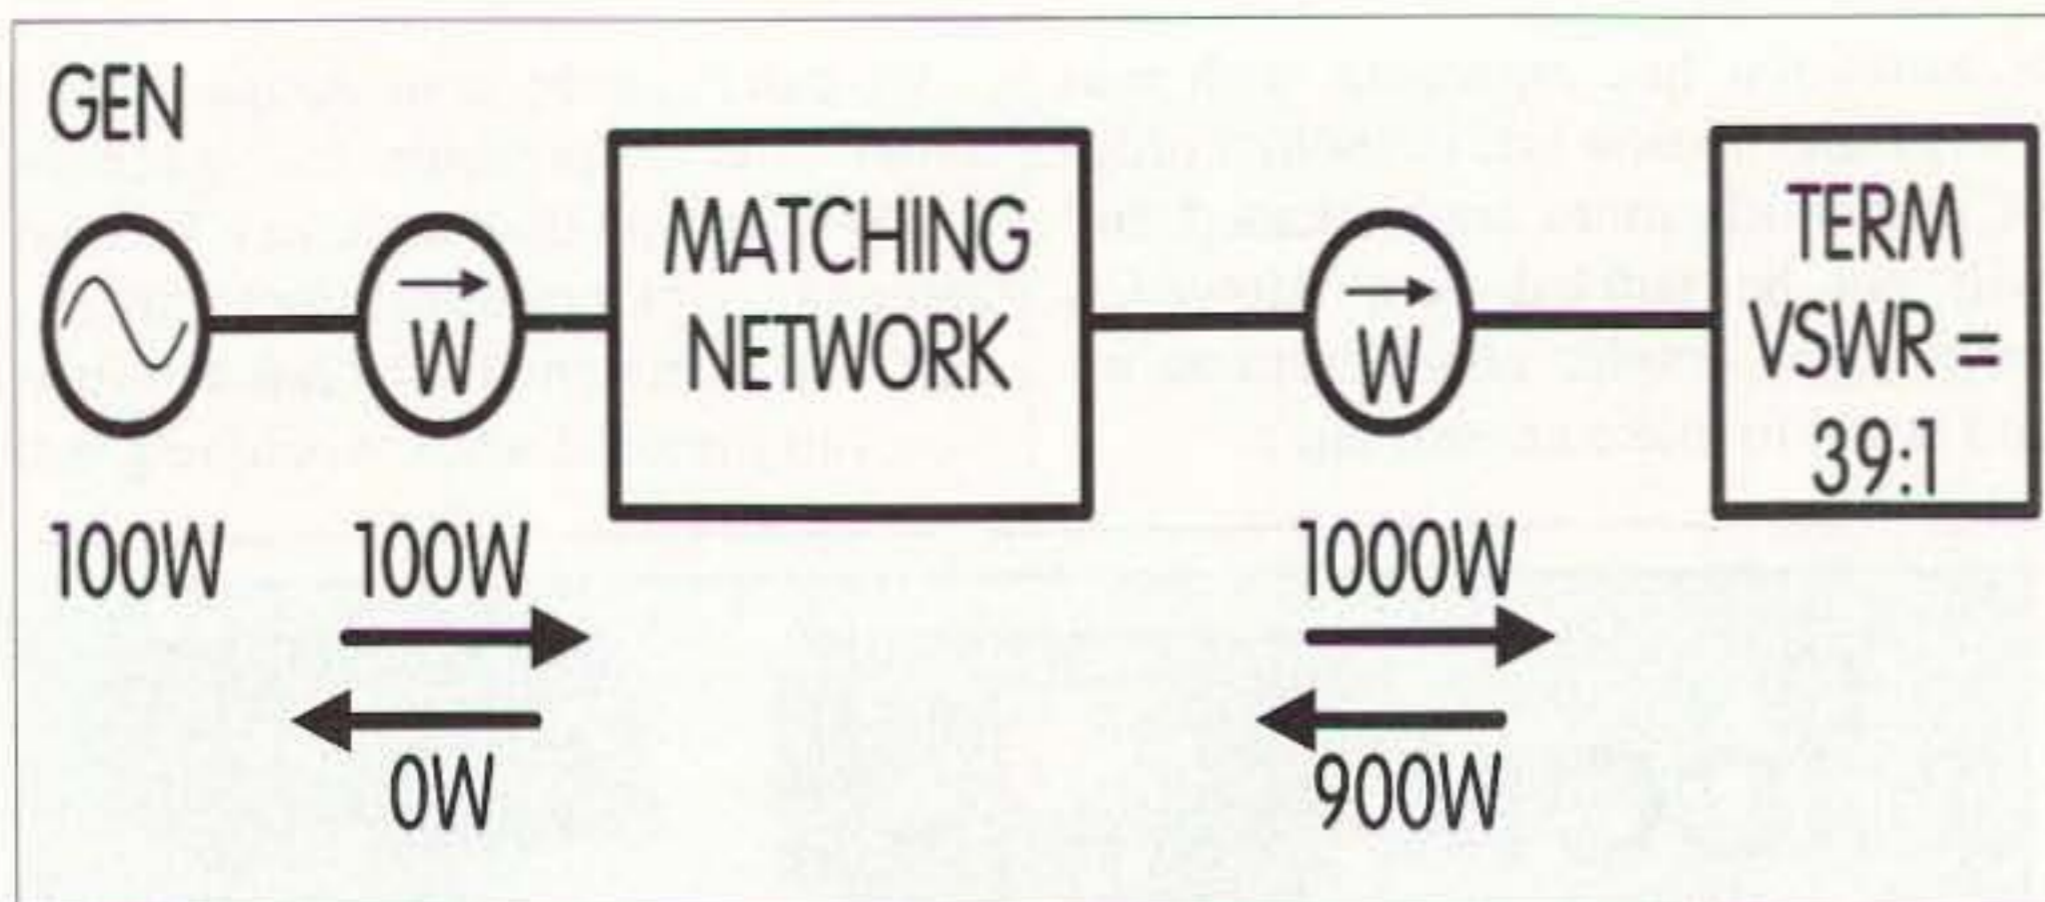 GEN
W
MATCHING
NETWORK
W
TERM
VSWR =
39:1
100W
100W
1000W
0W
900W